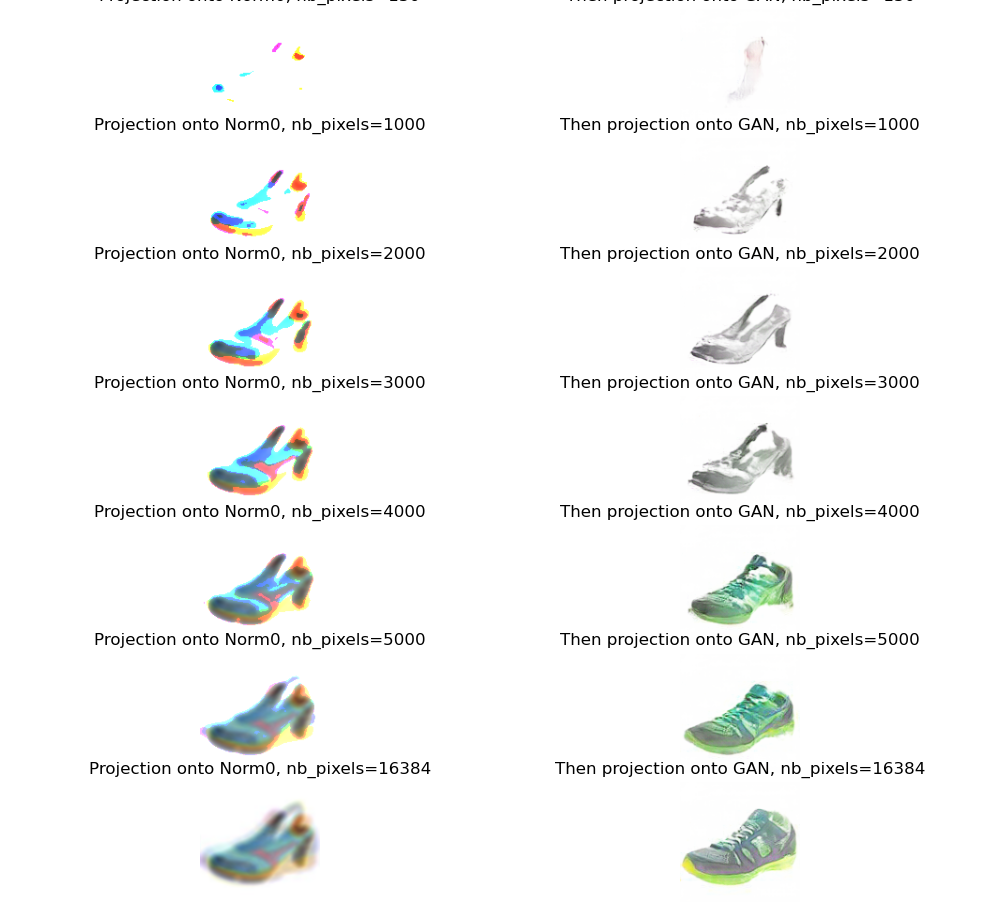 Projection onto Norm0, nb_pixels=1000
Then projection onto GAN, nb_pixels=1000
Projection onto Norm0, nb_pixels=2000
Then projection onto GAN, nb_pixels=2000
Projection onto Norm0, nb_pixels=3000
Then projection onto GAN, nb_pixels=3000
Projection onto Norm0, nb_pixels=4000
Then projection onto GAN, nb_pixels=4000
Projection onto Norm0, nb_pixels=5000
Then projection onto GAN, nb_pixels=5000
Projection onto Norm0, nb_pixels=16384
Then projection onto GAN, nb_pixels=16384